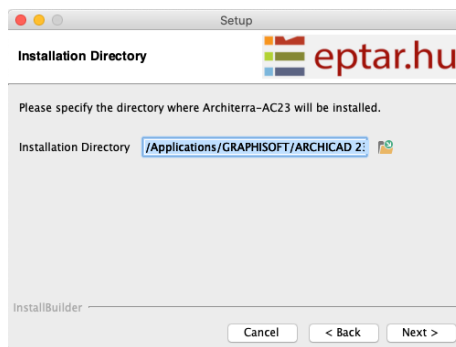 Setup
Installation Directory
eptar.hu
Please specify the directory where Architerra-AC23 will be installed.
Installation Directory /Applications/GRAPHISOFT/ARCHICAD 23
InstallBuilder
Cancel < Back Next >